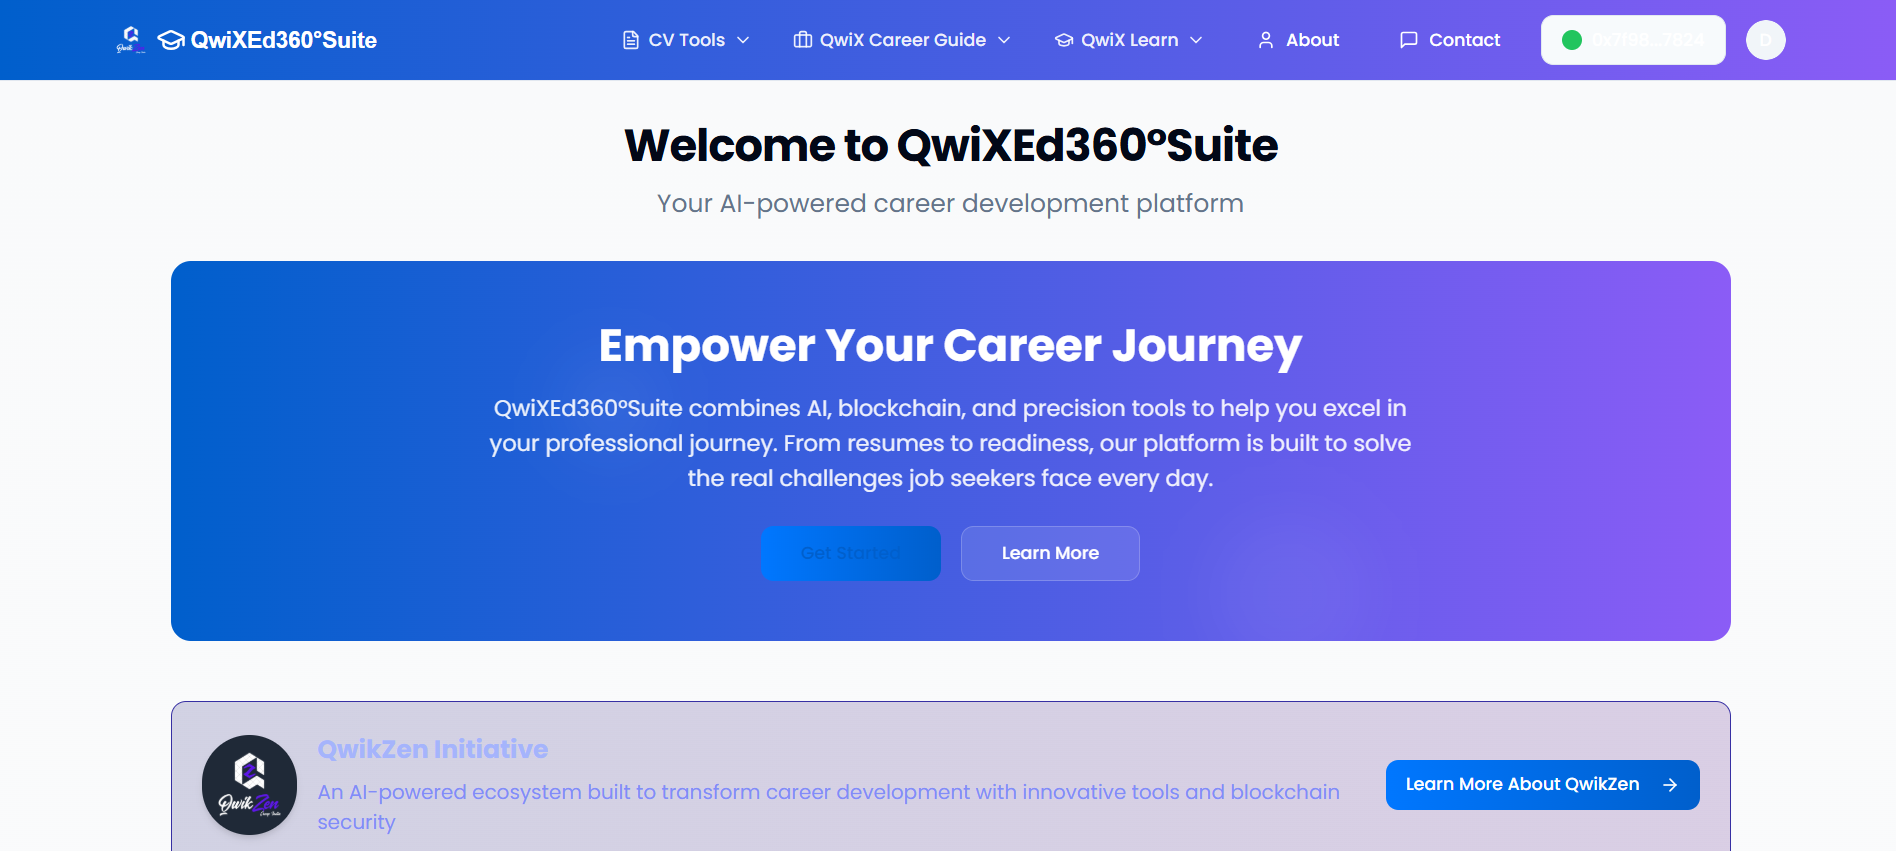 QwiXEd360°Suite
CV Tools
QwiX Career Guide
QwiX Learn
About
Contact
0x7f98...7824
D
Welcome to QwiXEd360°Suite
Your AI-powered career development platform
Empower Your Career Journey
QwiXEd360°Suite combines AI, blockchain, and precision tools to help you excel in
your professional journey. From resumes to readiness, our platform is built to solve
the real challenges job seekers face every day.
Get Started
Learn More
QwikZen
QwikZen Initiative
An AI-powered ecosystem built to transform career development with innovative tools and blockchain
security
Learn More About QwikZen